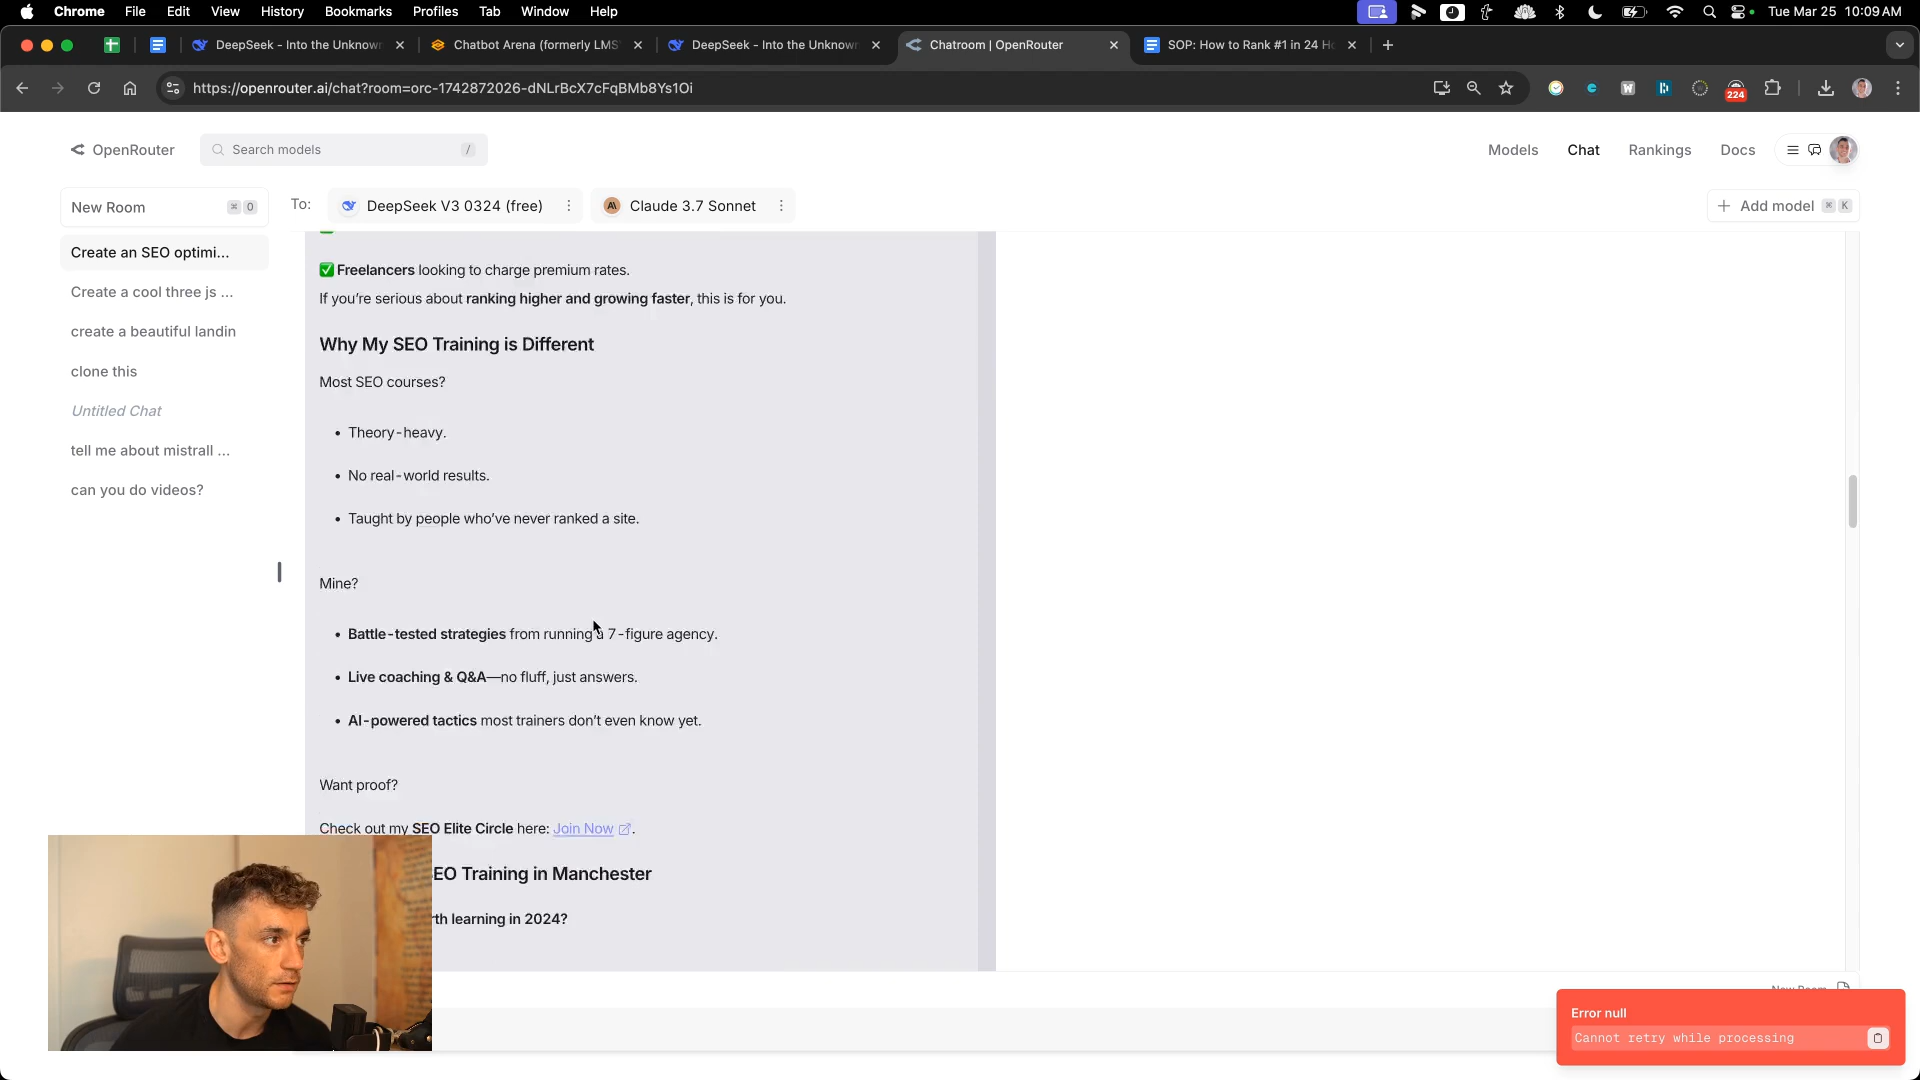 Chrome File Edit View History Bookmarks Profiles Tab Window Help
Tue Mar 25 10:09 AM
DeepSeek - Into the Unknown
Chatbot Arena (formerly LMS
DeepSeek - Into the Unknown
Chatroom | OpenRouter
SOP: How to Rank #1 in 24 Ho
https://openrouter.ai/chat?room=orc-1742872026-dNLrBcX7cFqBMb8Ys1Oi
224
OpenRouter
Search models /
Models Chat Rankings Docs
New Room ⌘ O
To: DeepSeek V3 0324 (free) Claude 3.7 Sonnet
+ Add model ⌘ K
Create an SEO optimi...
Create a cool three js ...
create a beautiful landin
clone this
Untitled Chat
tell me about mistrall ...
can you do videos?
✅ Freelancers looking to charge premium rates.
If you're serious about ranking higher and growing faster, this is for you.
Why My SEO Training is Different
Most SEO courses?
• Theory-heavy.
• No real-world results.
• Taught by people who've never ranked a site.
Mine?
• Battle-tested strategies from running a 7-figure agency.
• Live coaching & Q&A—no fluff, just answers.
• AI-powered tactics most trainers don't even know yet.
Want proof?
Check out my SEO Elite Circle here: Join Now.
EO Training in Manchester
rth learning in 2024?
New Room
Error null
Cannot retry while processing